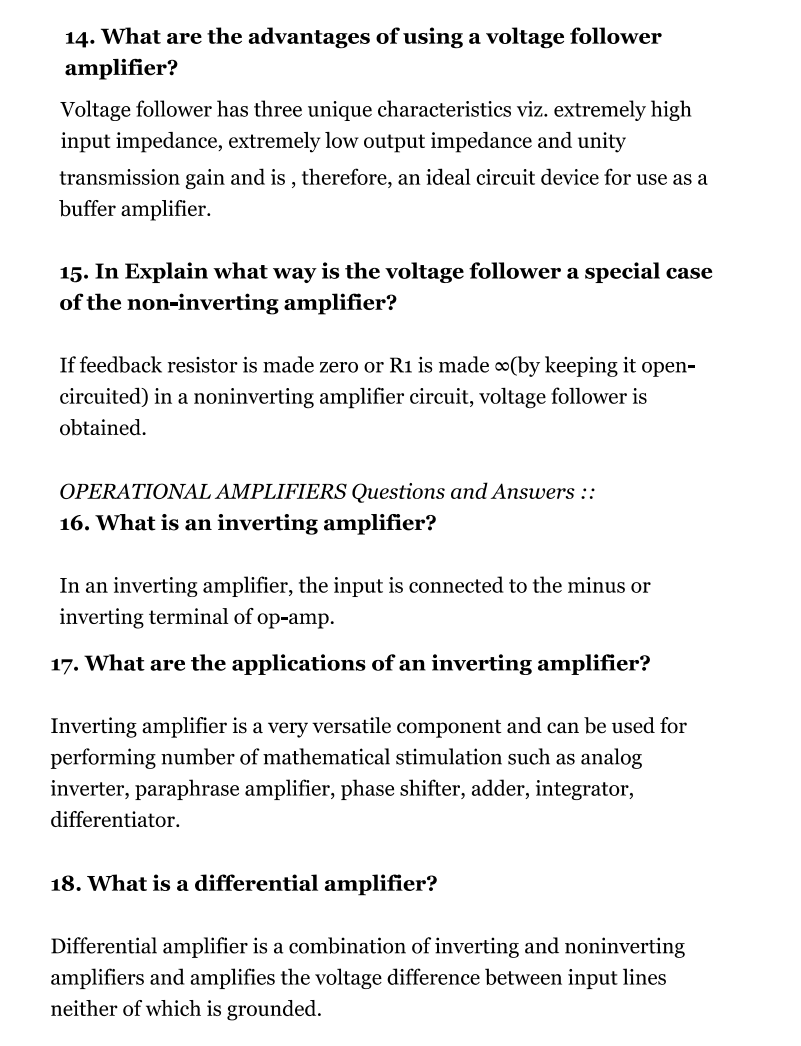 14. What are the advantages of using a voltage follower
amplifier?
Voltage follower has three unique characteristics viz. extremely high
input impedance, extremely low output impedance and unity
transmission gain and is , therefore, an ideal circuit device for use as a
buffer amplifier.
15. In Explain what way is the voltage follower a special case
of the non-inverting amplifier?
If feedback resistor is made zero or R1 is made ∞(by keeping it open-
circuited) in a noninverting amplifier circuit, voltage follower is
obtained.
OPERATIONAL AMPLIFIERS Questions and Answers ::
16. What is an inverting amplifier?
In an inverting amplifier, the input is connected to the minus or
inverting terminal of op-amp.
17. What are the applications of an inverting amplifier?
Inverting amplifier is a very versatile component and can be used for
performing number of mathematical stimulation such as analog
inverter, paraphrase amplifier, phase shifter, adder, integrator,
differentiator.
18. What is a differential amplifier?
Differential amplifier is a combination of inverting and noninverting
amplifiers and amplifies the voltage difference between input lines
neither of which is grounded.